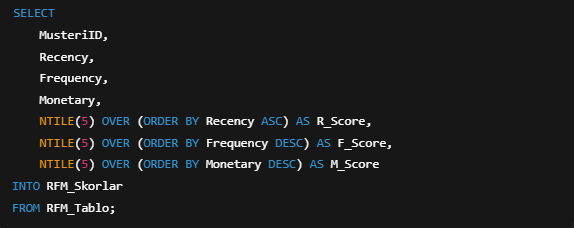 SELECT
    MusteriID,
    Recency,
    Frequency,
    Monetary,
    NTILE(5) OVER (ORDER BY Recency ASC) AS R_Score,
    NTILE(5) OVER (ORDER BY Frequency DESC) AS F_Score,
    NTILE(5) OVER (ORDER BY Monetary DESC) AS M_Score
INTO RFM_Skorlar
FROM RFM_Tablo;